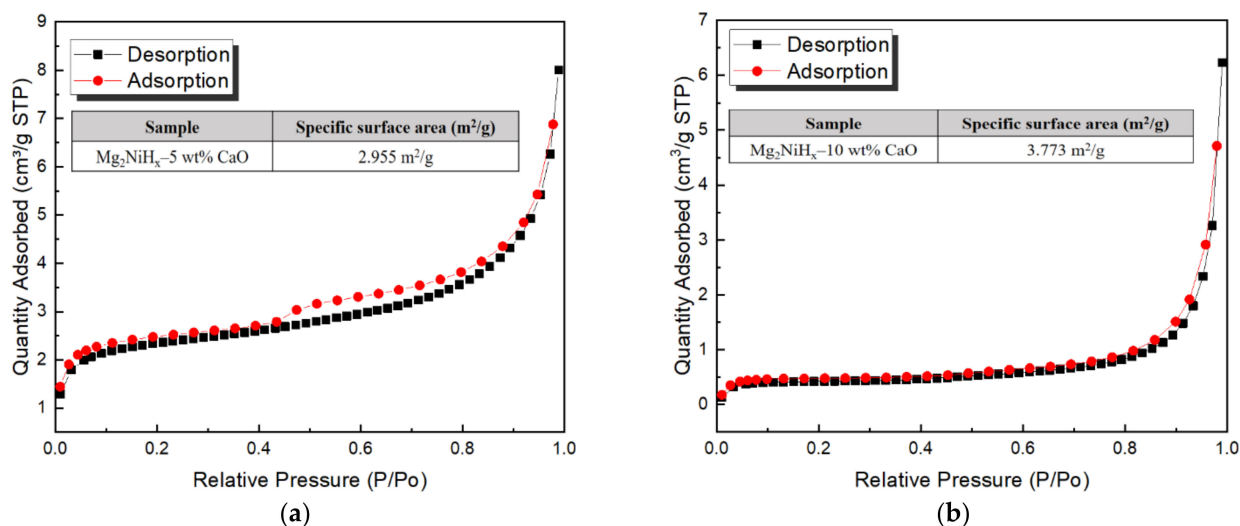 9
8
7
6
5
4
3
2
1
Quantity Adsorbed (cm³/g STP)
Desorption
Adsorption
Sample Specific surface area (m²/g)
Mg₂NiHₓ–5 wt% CaO 2.955 m²/g
0.0 0.2 0.4 0.6 0.8 1.0
Relative Pressure (P/Po)
(a)
7
6
5
4
3
2
1
0
Quantity Adsorbed (cm³/g STP)
Desorption
Adsorption
Sample Specific surface area (m²/g)
Mg₂NiHₓ–10 wt% CaO 3.773 m²/g
0.0 0.2 0.4 0.6 0.8 1.0
Relative Pressure (P/Po)
(b)